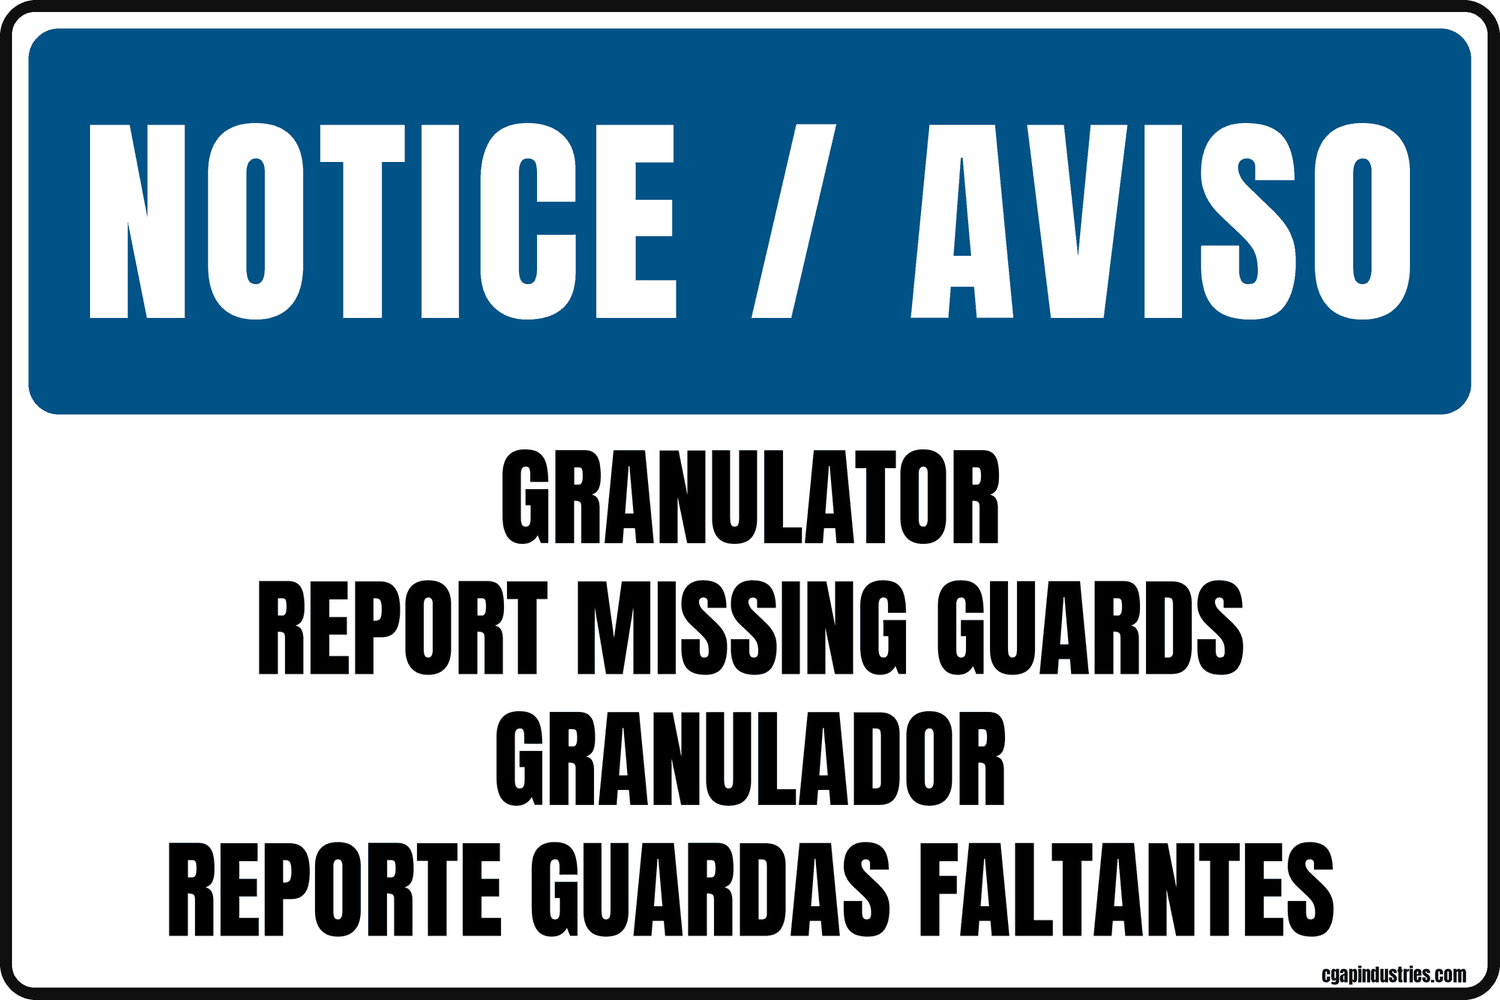 NOTICE / AVISO
GRANULATOR
REPORT MISSING GUARDS
GRANULADOR
REPORTE GUARDAS FALTANTES
cgapindustries.com